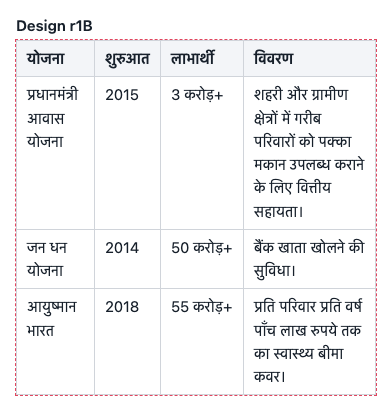 Design r1B
योजना शुरुआत लाभार्थी विवरण
प्रधानमंत्री आवास योजना 2015 3 करोड़+ शहरी और ग्रामीण क्षेत्रों में गरीब परिवारों को पक्का मकान उपलब्ध कराने के लिए वित्तीय सहायता।
जन धन योजना 2014 50 करोड़+ बैंक खाता खोलने की सुविधा।
आयुष्मान भारत 2018 55 करोड़+ प्रति परिवार प्रति वर्ष पाँच लाख रुपये तक का स्वास्थ्य बीमा कवर।